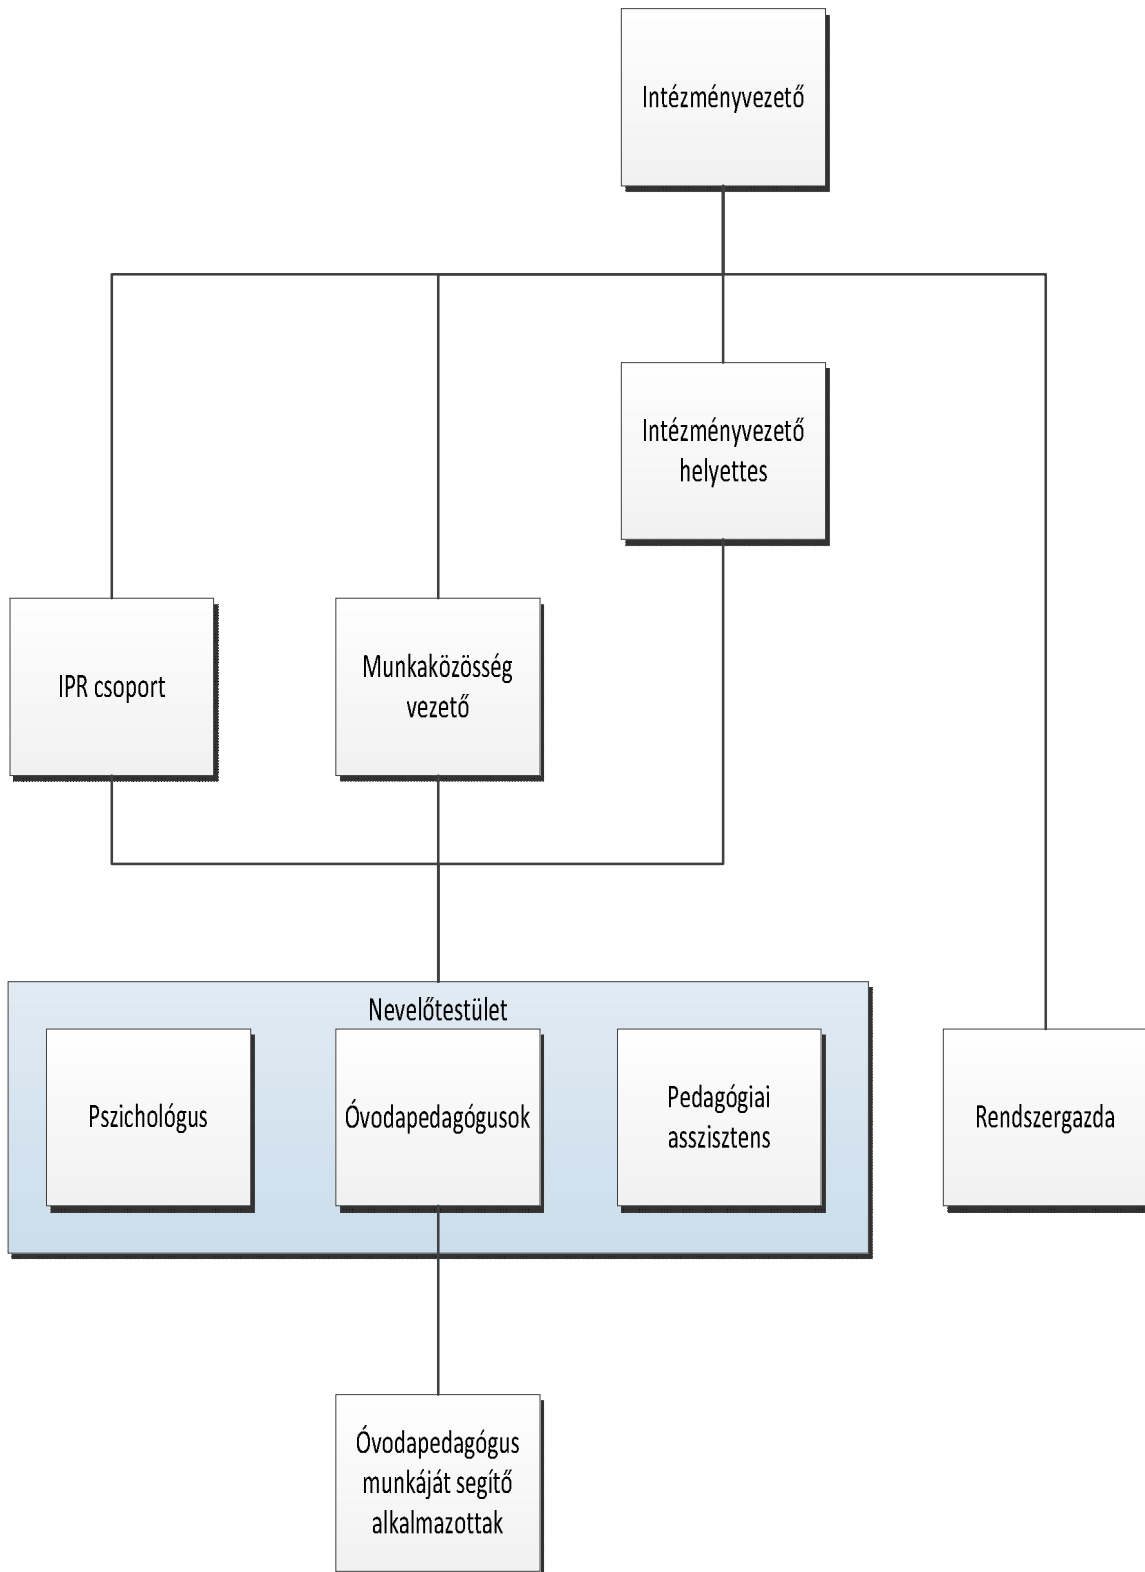 Intézményvezető
Intézményvezető
helyettes
IPR csoport
Munkaközösség
vezető
Nevelőtestület
Pszichológus
Óvodapedagógusok
Pedagógiai
asszisztens
Rendszergazda
Óvodapedagógus
munkáját segítő
alkalmazottak